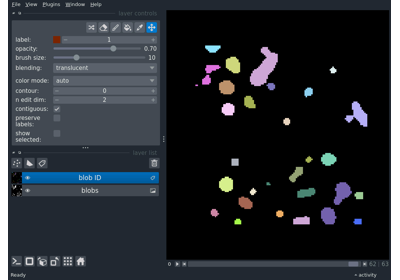 File View Plugins Window Help
layer controls
label: 1
opacity: 0.70
brush size: 10
blending: translucent
color mode: auto
contour: 0
n edit dim: 2
contiguous:
preserve
labels:
show
selected:
layer list
blob ID
blobs
62 | 63
Ready
activity